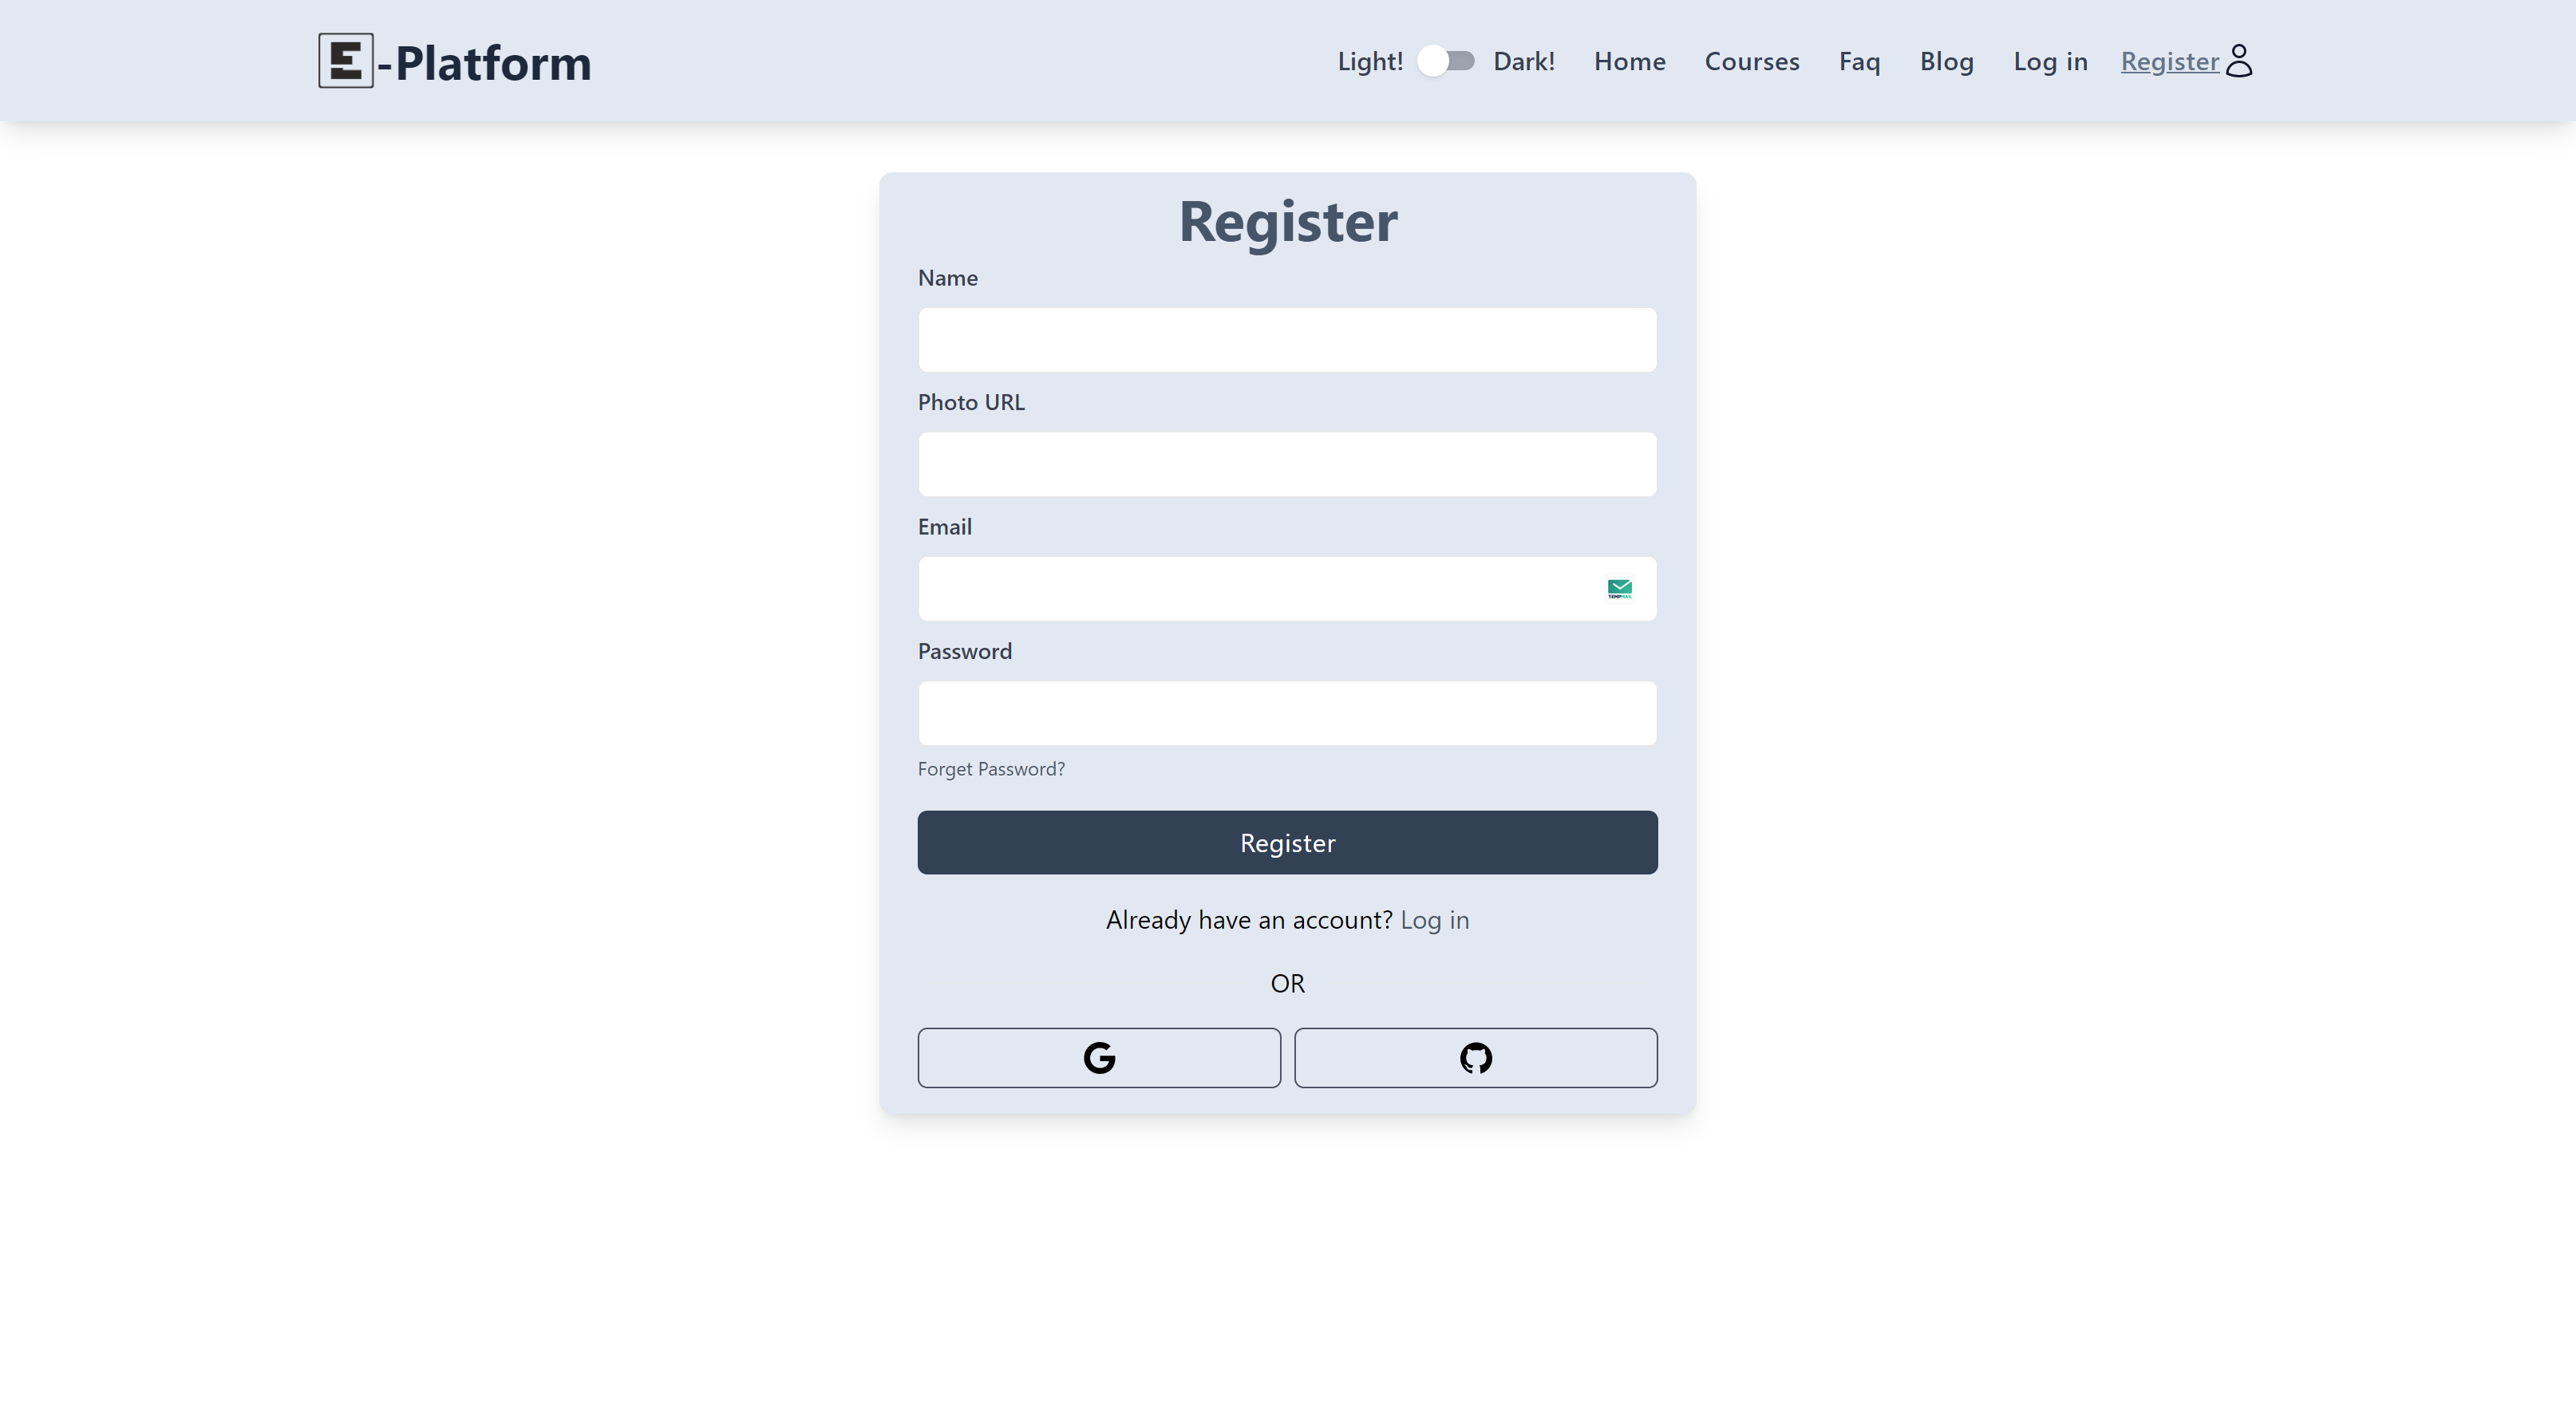 E-Platform
Light! Dark! Home Courses Faq Blog Log in Register
Register
Name
Photo URL
Email
TEMPMAIL
Password
Forget Password?
Register
Already have an account? Log in
OR
G